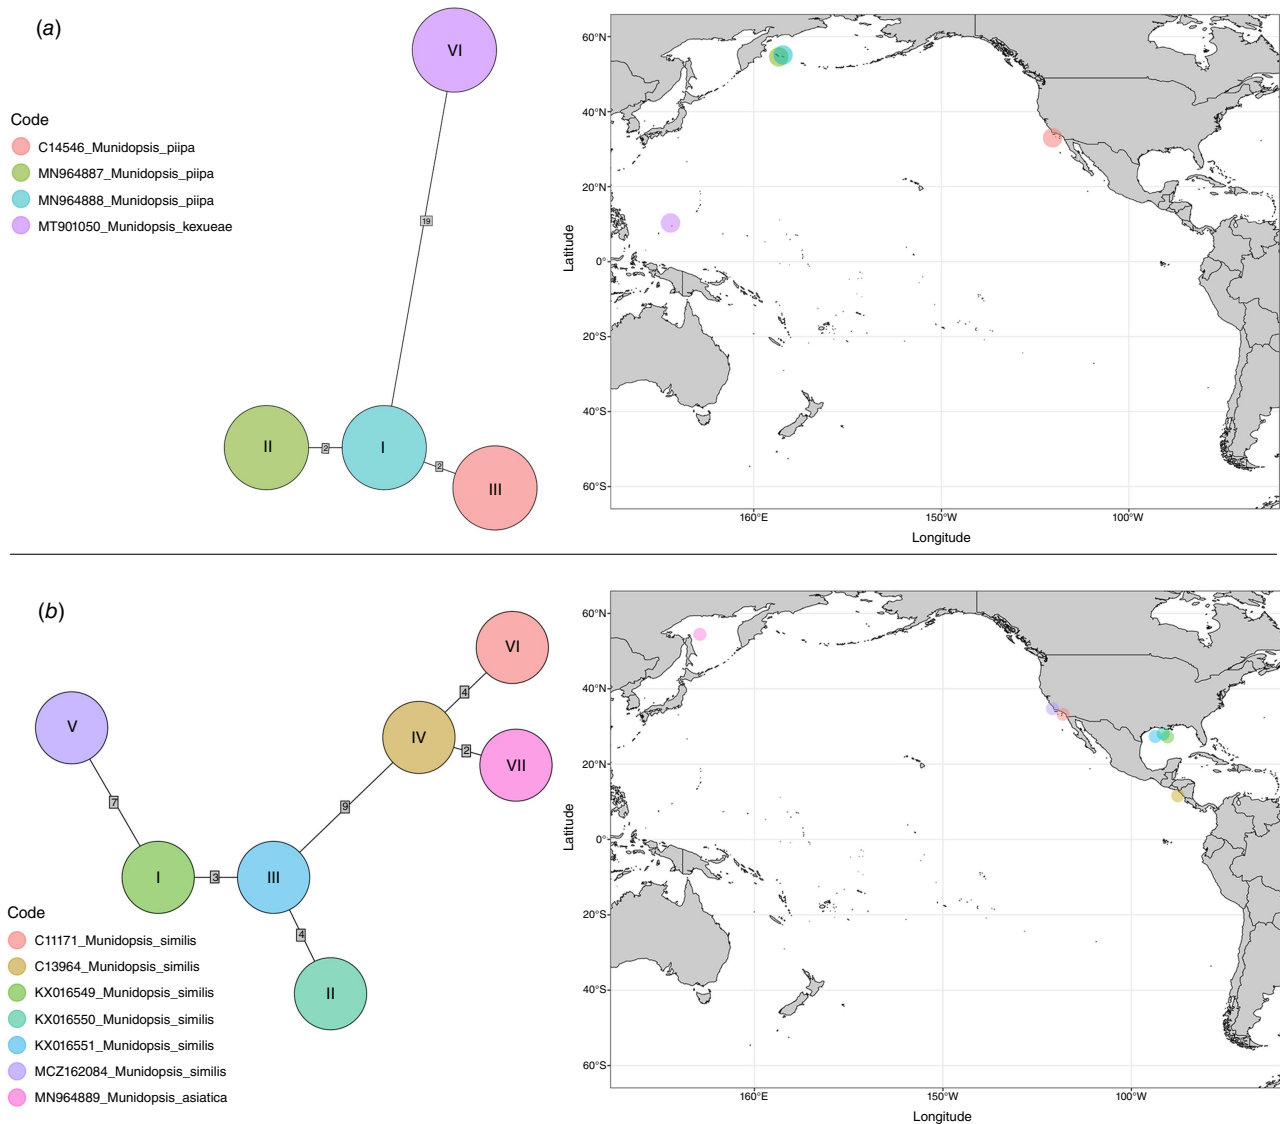 (a)
VI
Code
C14546_Munidopsis_piipa
MN964887_Munidopsis_piipa
MN964888_Munidopsis_piipa
MT901050_Munidopsis_kexueae
19
II
2
I
2
III
Latitude
60°N
40°N
20°N
0°
20°S
40°S
60°S
160°E
150°W
100°W
Longitude
(b)
VI
4
V
IV
2
VII
7
9
I
3
III
4
II
Code
C11171_Munidopsis_similis
C13964_Munidopsis_similis
KX016549_Munidopsis_similis
KX016550_Munidopsis_similis
KX016551_Munidopsis_similis
MCZ162084_Munidopsis_similis
MN964889_Munidopsis_asiatica
Latitude
60°N
40°N
20°N
0°
20°S
40°S
60°S
160°E
150°W
100°W
Longitude